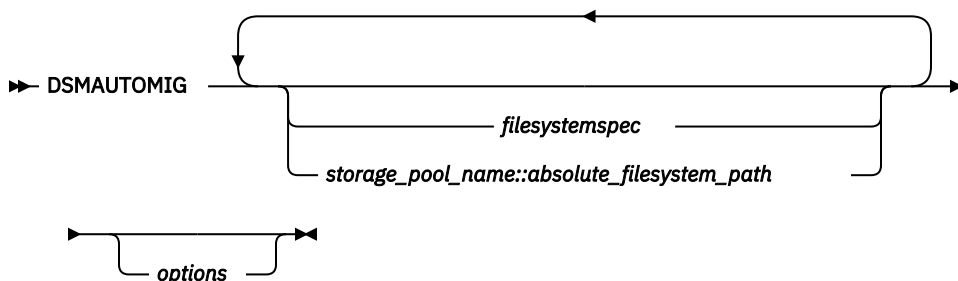 DSMAUTOMIG
filesystemspec
storage_pool_name::absolute_filesystem_path
options